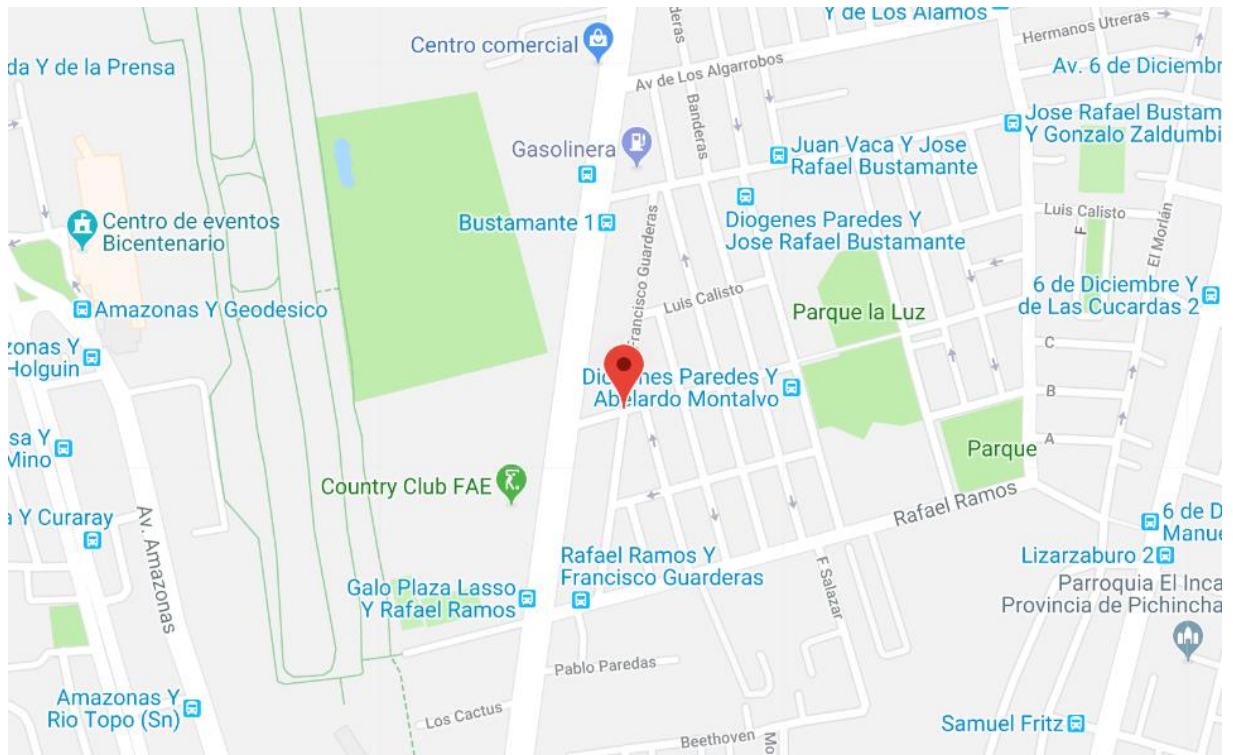 Y de Los Alamos
Hermanos Utreras
Centro comercial
deras
da Y de la Prensa
Av. 6 de Diciembr
Av de Los Algarrobos
Banderas
Jose Rafael Bustam
Y Gonzalo Zaldumbi
Gasolinera
Juan Vaca Y Jose
Rafael Bustamante
Centro de eventos
Bicentenario
Bustamante 1
Diogenes Paredes Y
Jose Rafael Bustamante
Luis Calisto
F
El Morlán
Francisco Guarderas
Amazonas Y Geodesico
Luis Calisto
Parque la Luz
6 de Diciembre Y
de Las Cucardas 2
zonas Y
Holguin
C
Diogenes Paredes Y
Abelardo Montalvo
B
sa Y
Mino
A
Parque
Country Club FAE
Rafael Ramos
a Y Curaray
Av. Amazonas
6 de D
Manue
Lizarzaburo 2
Rafael Ramos Y
Francisco Guarderas
F Salazar
Galo Plaza Lasso
Y Rafael Ramos
Parroquia El Inca
Provincia de Pichincha
Pablo Paredas
Amazonas Y
Rio Topo (Sn)
Los Cactus
Samuel Fritz
Beethoven
Mo